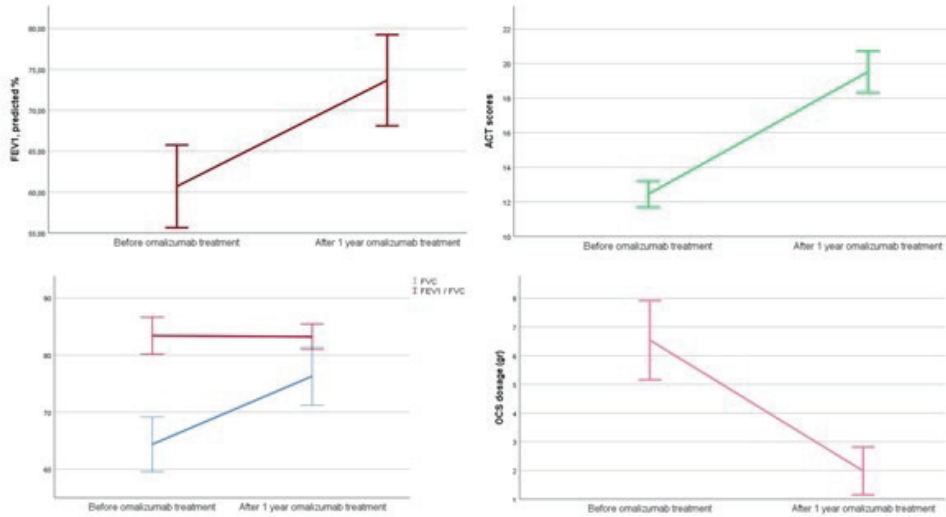 FEV1, predicted %
80,00
75,00
70,00
65,00
60,00
55,00
Before omalizumab treatment
After 1 year omalizumab treatment
ACT scores
22
20
18
16
14
12
10
Before omalizumab treatment
After 1 year omalizumab treatment
FVC
FEV1 / FVC
90
80
70
60
Before omalizumab treatment
After 1 year omalizumab treatment
OCS dosage (gr)
8
7
6
5
4
3
2
1
Before omalizumab treatment
After 1 year omalizumab treatment